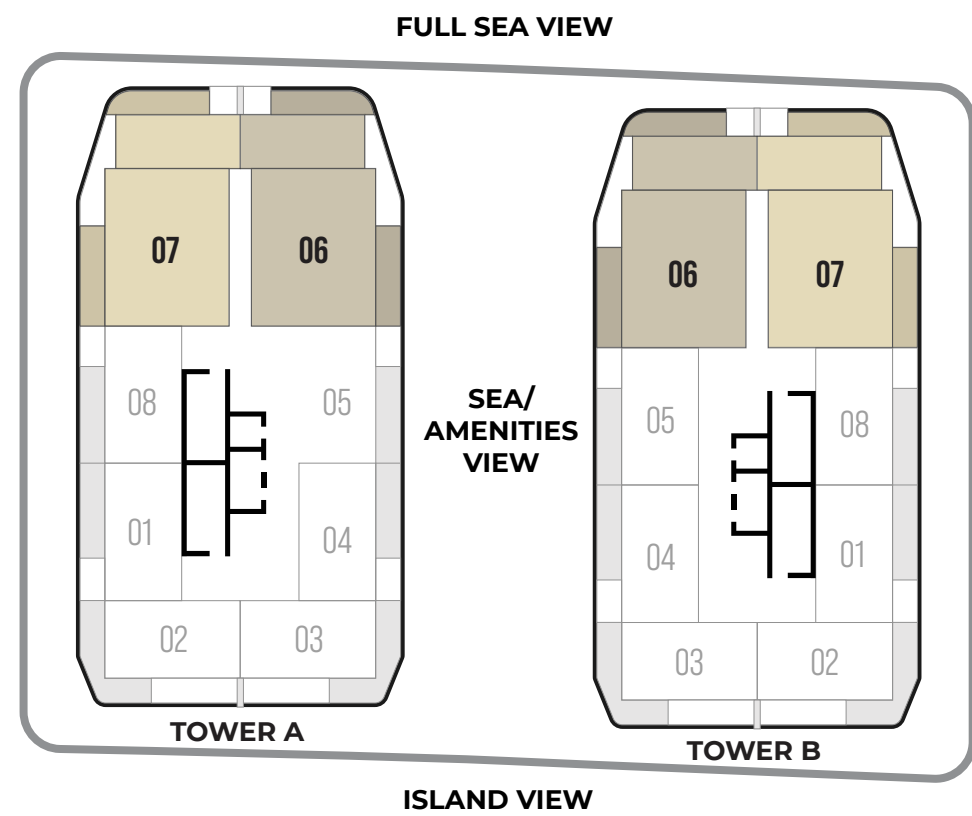 FULL SEA VIEW
07
06
08
05
01
04
02
03
TOWER A
SEA/
AMENITIES
VIEW
06
07
05
08
04
01
03
02
TOWER B
ISLAND VIEW